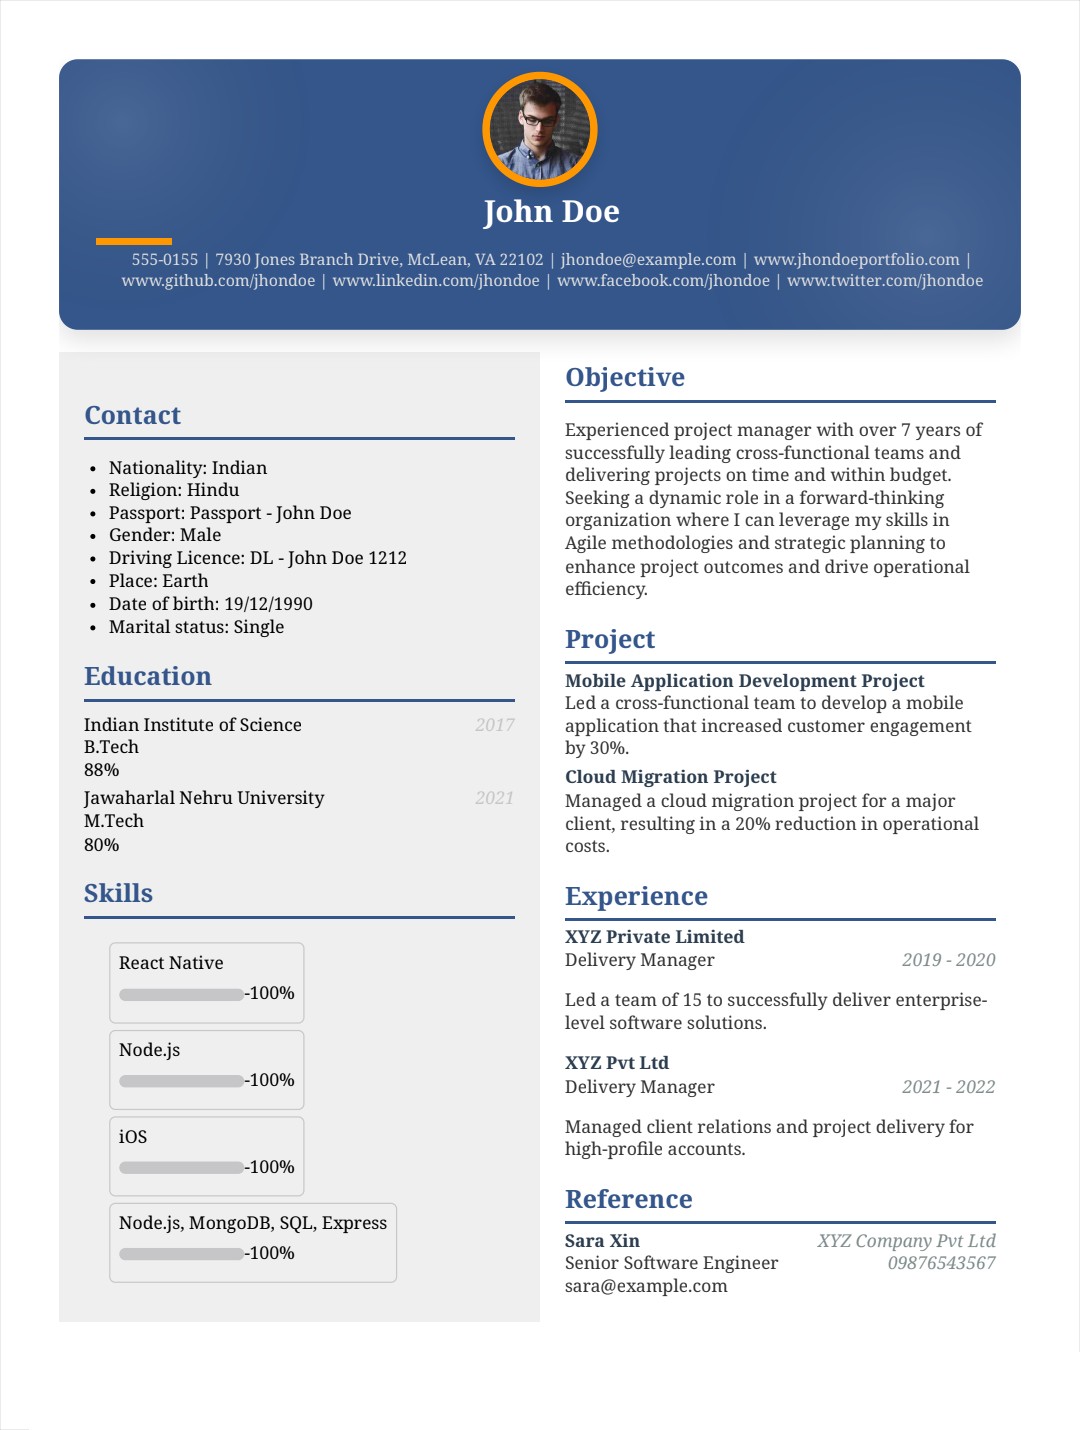 John Doe
555-0155 | 7930 Jones Branch Drive, McLean, VA 22102 | jhondoe@example.com | www.jhondoeportfolio.com |
www.github.com/jhondoe | www.linkedin.com/jhondoe | www.facebook.com/jhondoe | www.twitter.com/jhondoe
Contact
• Nationality: Indian
• Religion: Hindu
• Passport: Passport - John Doe
• Gender: Male
• Driving Licence: DL - John Doe 1212
• Place: Earth
• Date of birth: 19/12/1990
• Marital status: Single
Education
Indian Institute of Science 2017
B.Tech
88%
Jawaharlal Nehru University 2021
M.Tech
80%
Skills
React Native
-100%
Node.js
-100%
iOS
-100%
Node.js, MongoDB, SQL, Express
-100%
Objective
Experienced project manager with over 7 years of
successfully leading cross-functional teams and
delivering projects on time and within budget.
Seeking a dynamic role in a forward-thinking
organization where I can leverage my skills in
Agile methodologies and strategic planning to
enhance project outcomes and drive operational
efficiency.
Project
Mobile Application Development Project
Led a cross-functional team to develop a mobile
application that increased customer engagement
by 30%.
Cloud Migration Project
Managed a cloud migration project for a major
client, resulting in a 20% reduction in operational
costs.
Experience
XYZ Private Limited
Delivery Manager 2019 - 2020
Led a team of 15 to successfully deliver enterprise-
level software solutions.
XYZ Pvt Ltd
Delivery Manager 2021 - 2022
Managed client relations and project delivery for
high-profile accounts.
Reference
Sara Xin XYZ Company Pvt Ltd
Senior Software Engineer 09876543567
sara@example.com